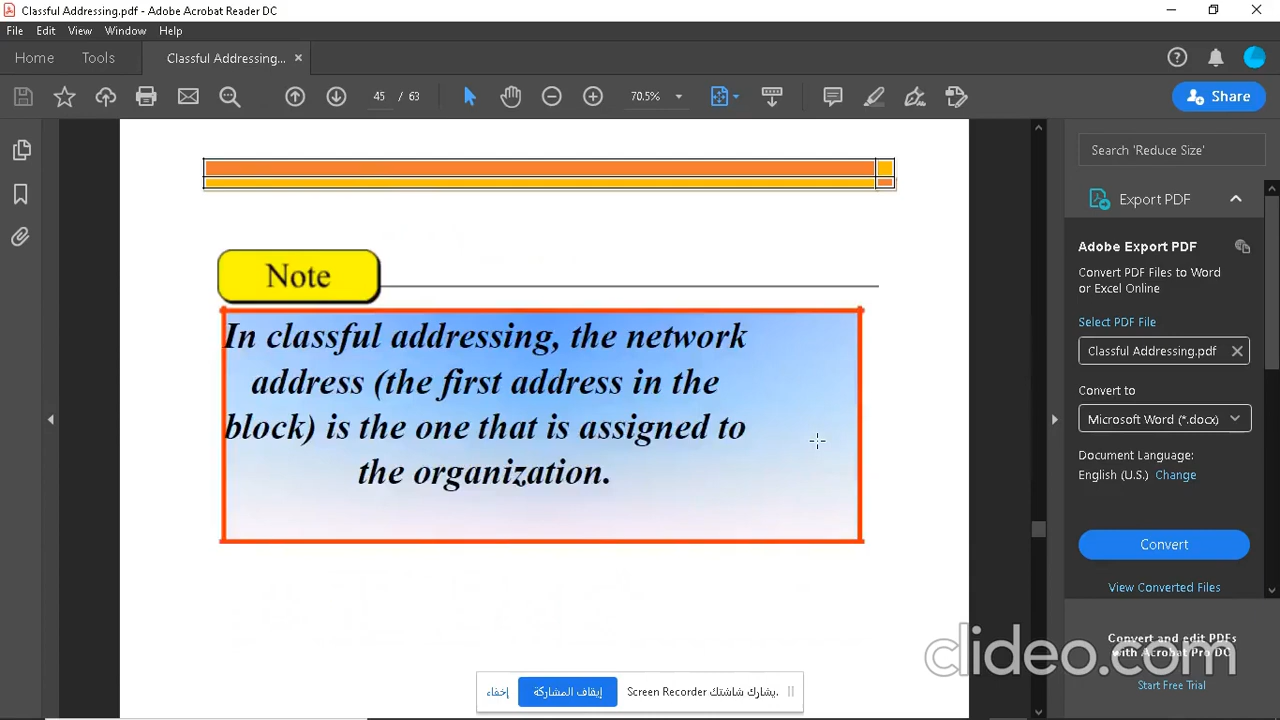 Classful Addressing.pdf - Adobe Acrobat Reader DC
File Edit View Window Help
Home Tools Classful Addressing... ×
45 / 63 70.5% Share
Search 'Reduce Size'
Export PDF
Adobe Export PDF
Convert PDF Files to Word
or Excel Online
Select PDF File
Classful Addressing.pdf
Convert to
Microsoft Word (*.docx)
Document Language:
English (U.S.) Change
Convert
View Converted Files
Convert and edit PDFs
with Acrobat Pro DC
Start Free Trial
Note
In classful addressing, the network
address (the first address in the
block) is the one that is assigned to
the organization.
clideo.com
يشارك شاشتك Screen Recorder.
إيقاف المشاركة
إخفاء